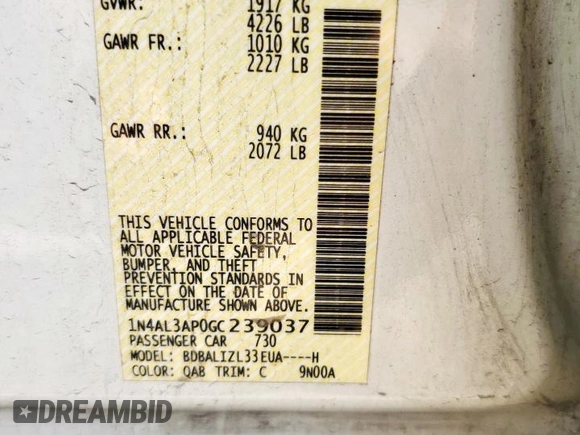 GVWR: 1917 KG
4226 LB
GAWR FR.: 1010 KG
2227 LB
GAWR RR.: 940 KG
2072 LB
THIS VEHICLE CONFORMS TO
ALL APPLICABLE FEDERAL
MOTOR VEHICLE SAFETY,
BUMPER, AND THEFT
PREVENTION STANDARDS IN
EFFECT ON THE DATE OF
MANUFACTURE SHOWN ABOVE.
1N4AL3AP0GC239037
PASSENGER CAR 730
MODEL: BDBALIZL33EUA----H
COLOR: QAB TRIM: C 9N00A
DREAMBID